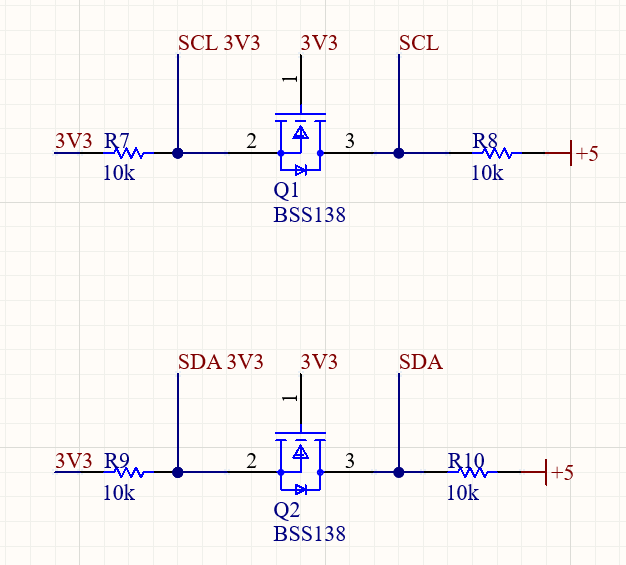 SCL 3V3
3V3
SCL
1
3V3
R7
2
3
R8
+5
10k
10k
Q1
BSS138
SDA 3V3
3V3
SDA
1
3V3
R9
2
3
R10
+5
10k
10k
Q2
BSS138